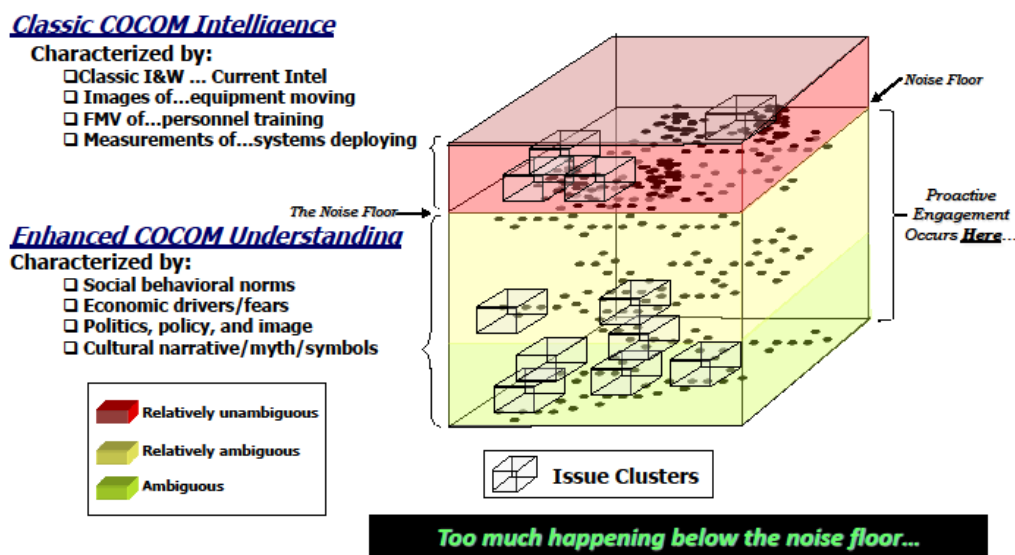 Classic COCOM Intelligence
Characterized by:
❑Classic I&W ... Current Intel
❑ Images of...equipment moving
❑ FMV of...personnel training
❑ Measurements of...systems deploying
Noise Floor
The Noise Floor
Proactive
Engagement
Occurs Here...
Enhanced COCOM Understanding
Characterized by:
❑ Social behavioral norms
❑ Economic drivers/fears
❑ Politics, policy, and image
❑ Cultural narrative/myth/symbols
Relatively unambiguous
Relatively ambiguous
Ambiguous
Issue Clusters
Too much happening below the noise floor...